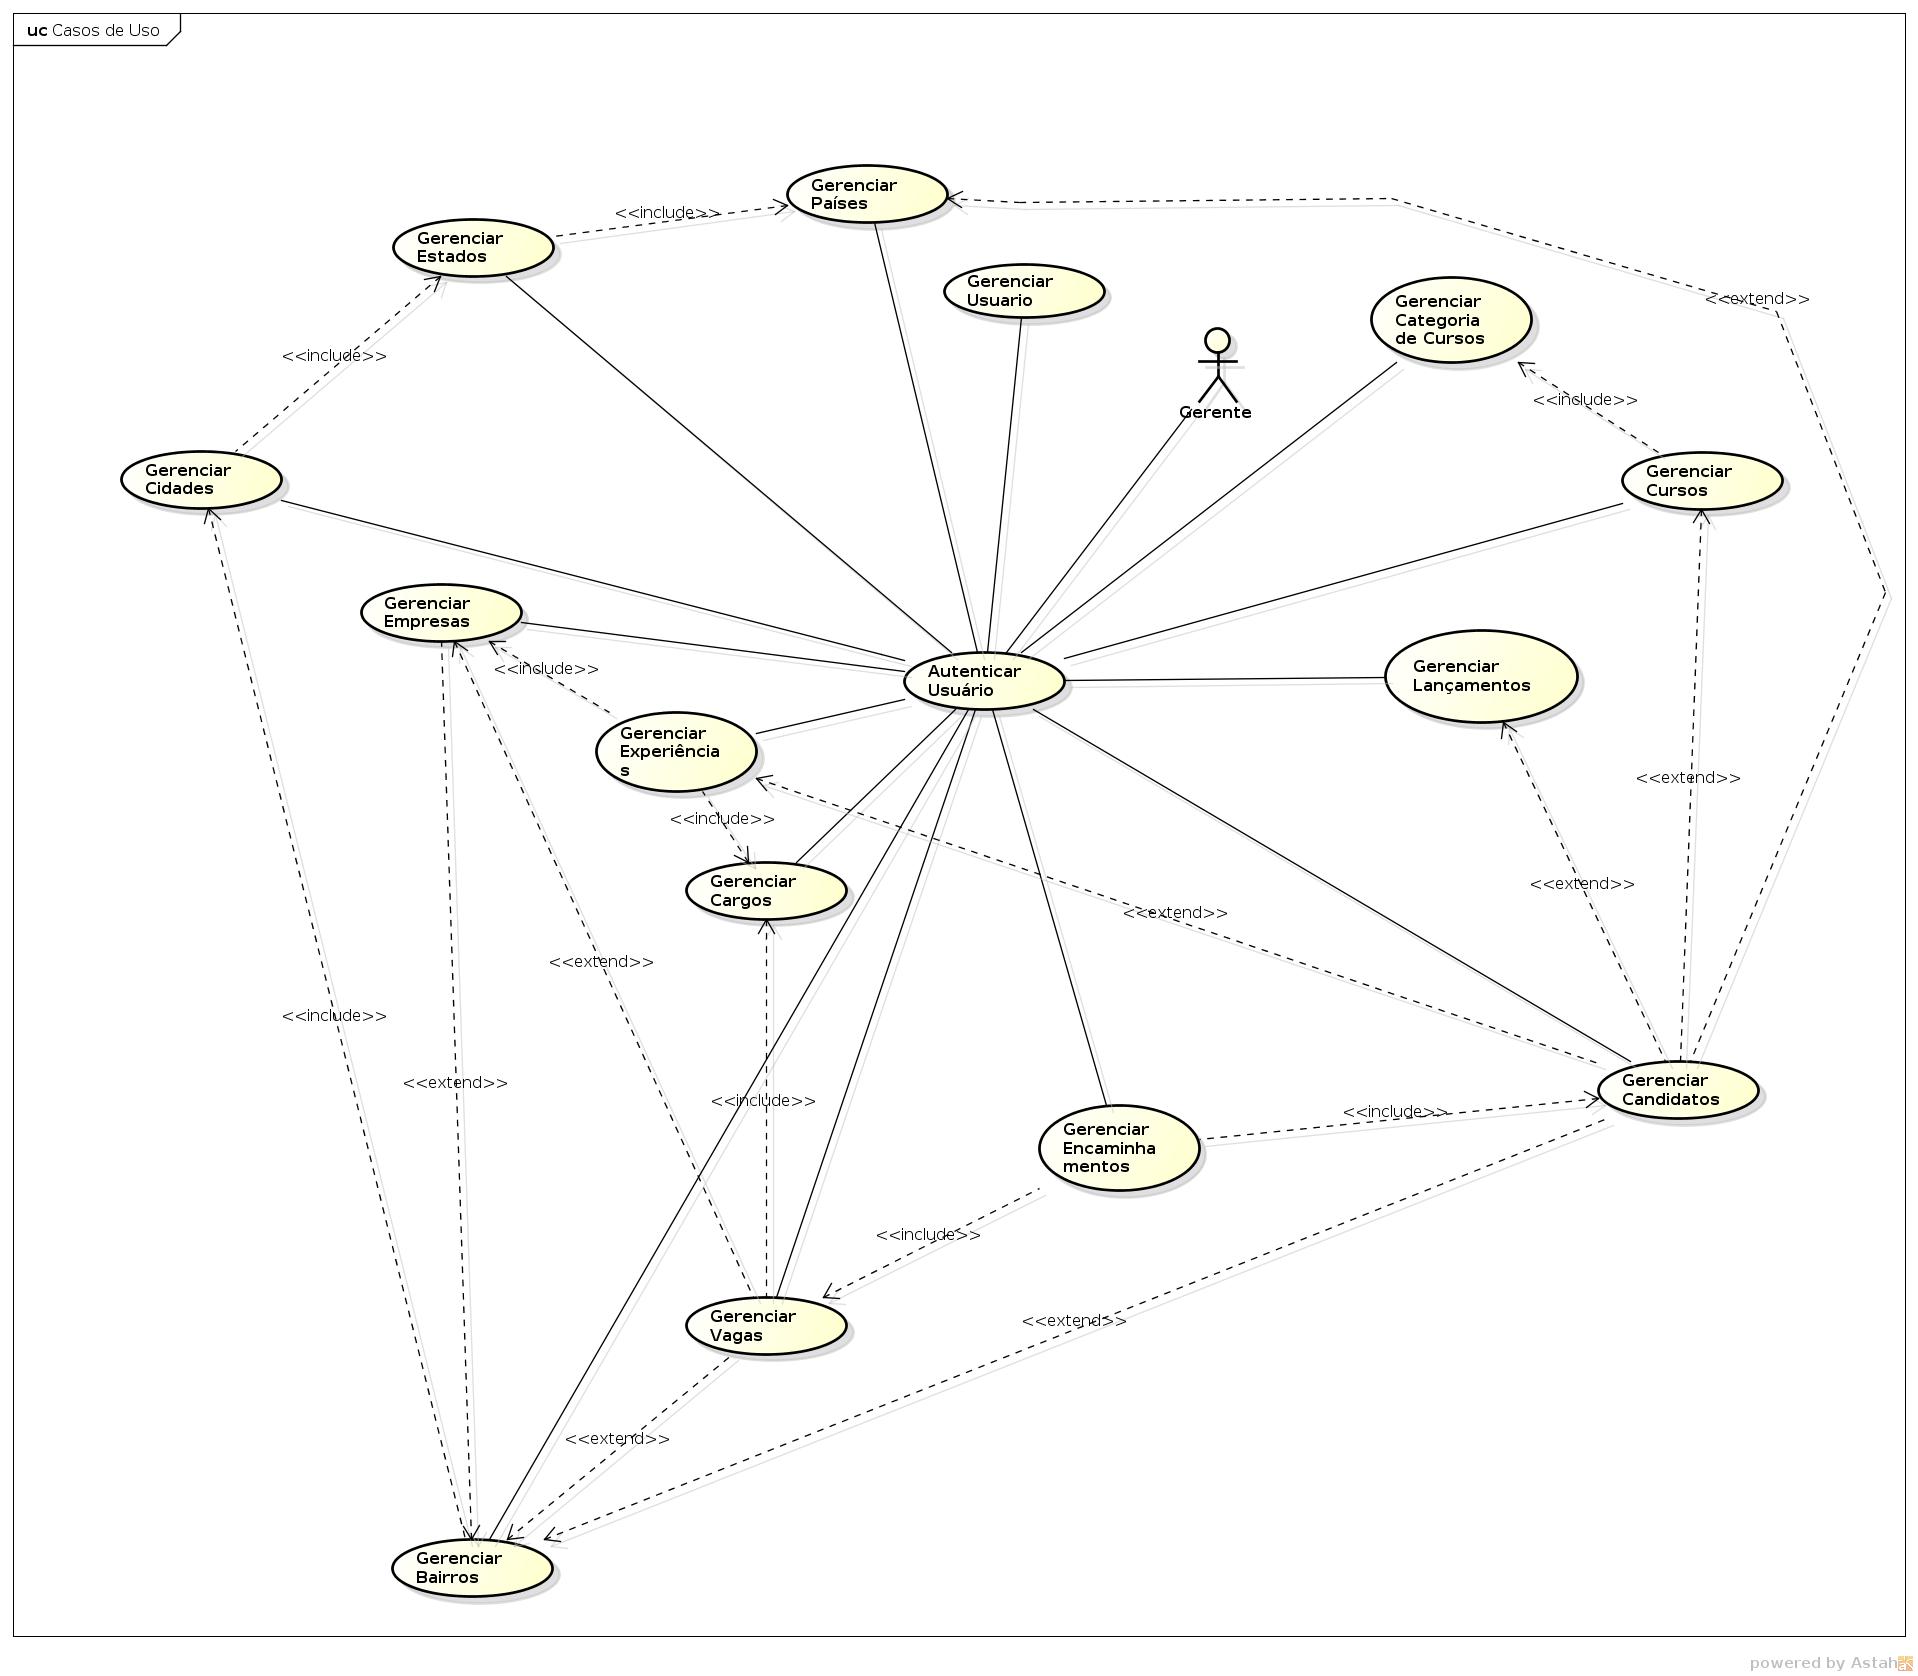 uc Casos de Uso
Gerenciar
Países
<<include>>
Gerenciar
Estados
Gerenciar
Usuario
Gerenciar
Categoria
de Cursos
<<extend>>
<<include>>
Gerente
<<include>>
Gerenciar
Cidades
Gerenciar
Cursos
Gerenciar
Empresas
<<include>>
Autenticar
Usuário
Gerenciar
Lançamentos
Gerenciar
Experiência
s
<<extend>>
<<include>>
Gerenciar
Cargos
<<extend>>
<<extend>>
<<extend>>
<<include>>
<<extend>>
<<include>>
Gerenciar
Candidatos
<<include>>
Gerenciar
Encaminha
mentos
<<include>>
Gerenciar
Vagas
<<extend>>
<<extend>>
Gerenciar
Bairros
powered by Astah